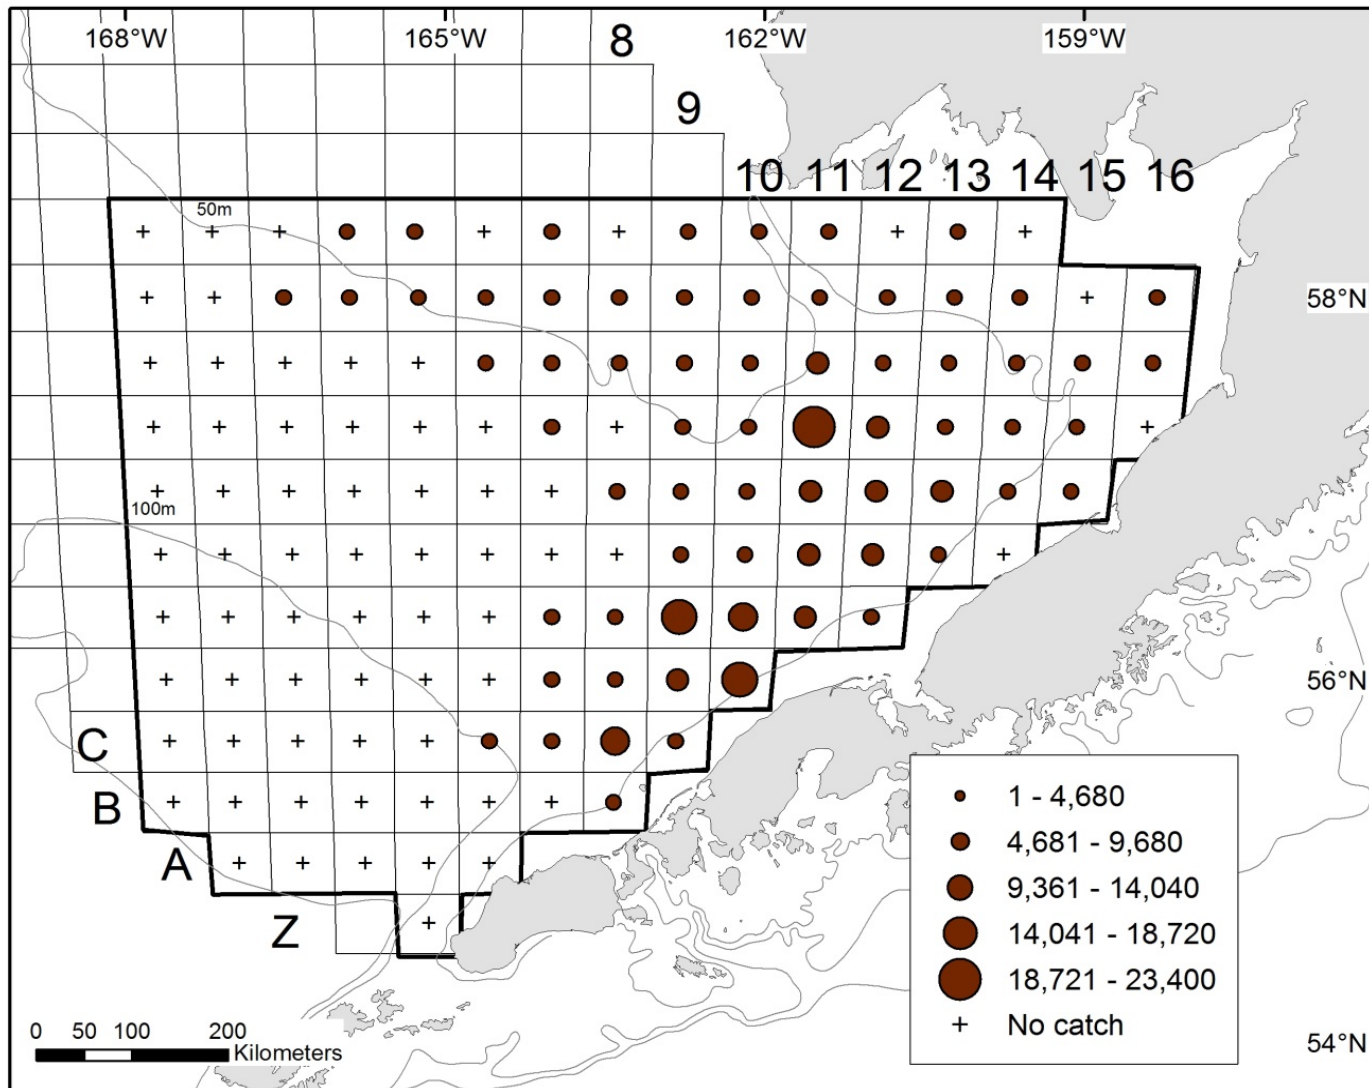 168°W 165°W 162°W 159°W
8
9
10 11 12 13 14 15 16
50m
58°N
100m
56°N
C
B
A
Z
1 - 4,680
4,681 - 9,680
9,361 - 14,040
14,041 - 18,720
18,721 - 23,400
No catch
0 50 100 200
Kilometers
54°N